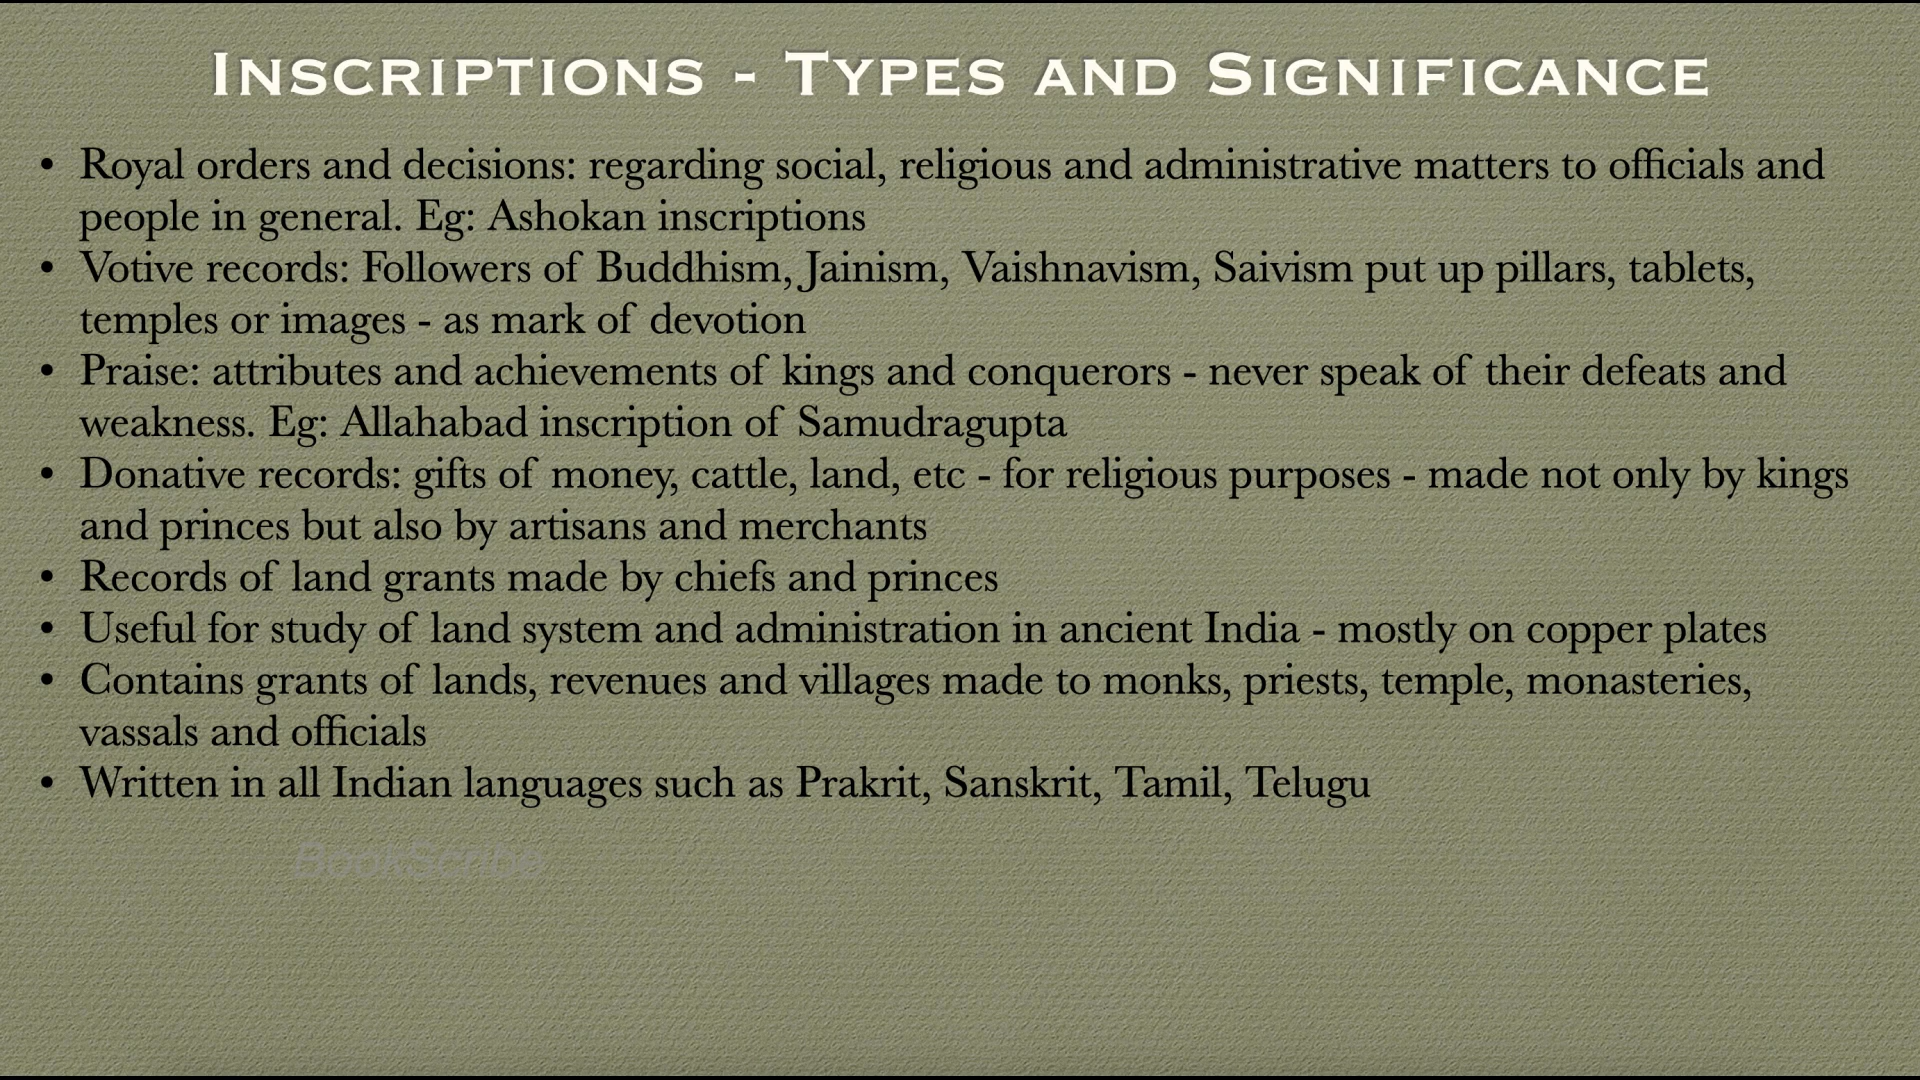 Inscriptions - Types and Significance
• Royal orders and decisions: regarding social, religious and administrative matters to officials and
people in general. Eg: Ashokan inscriptions
• Votive records: Followers of Buddhism, Jainism, Vaishnavism, Saivism put up pillars, tablets,
temples or images - as mark of devotion
• Praise: attributes and achievements of kings and conquerors - never speak of their defeats and
weakness. Eg: Allahabad inscription of Samudragupta
• Donative records: gifts of money, cattle, land, etc - for religious purposes - made not only by kings
and princes but also by artisans and merchants
• Records of land grants made by chiefs and princes
• Useful for study of land system and administration in ancient India - mostly on copper plates
• Contains grants of lands, revenues and villages made to monks, priests, temple, monasteries,
vassals and officials
• Written in all Indian languages such as Prakrit, Sanskrit, Tamil, Telugu
BookScribe